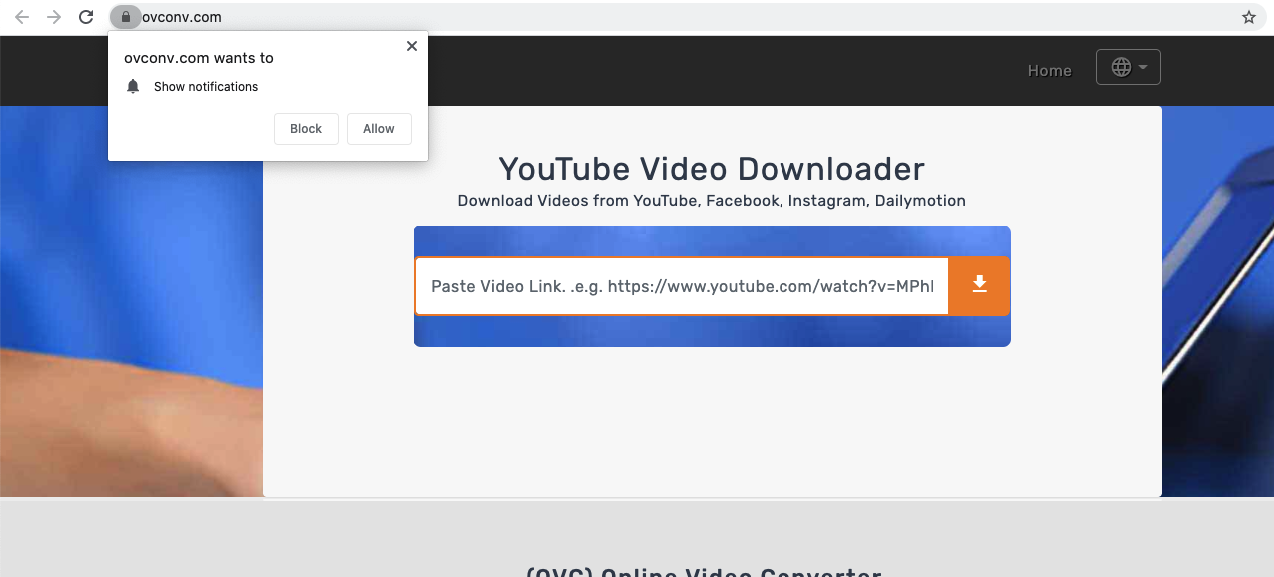 ovconv.com
ovconv.com wants to
Show notifications
Block
Allow
Home
YouTube Video Downloader
Download Videos from YouTube, Facebook, Instagram, Dailymotion
Paste Video Link. .e.g. https://www.youtube.com/watch?v=MPh
(OVC) Online Video Converter